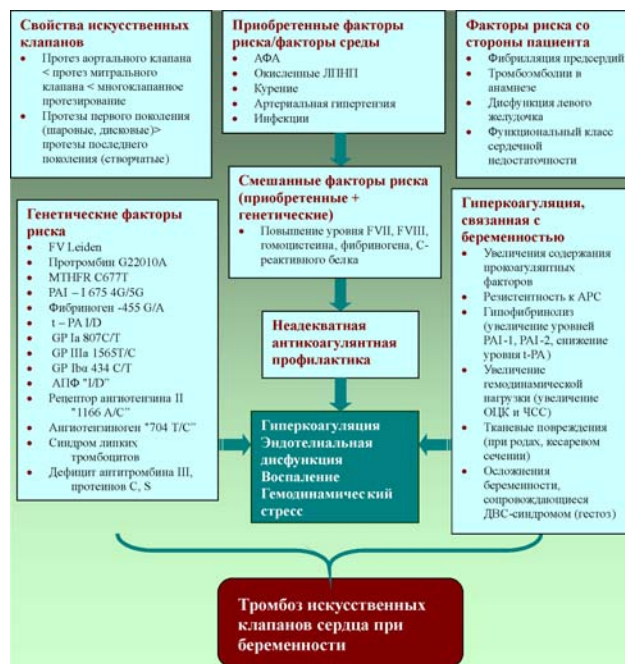 Свойства искусственных
клапанов
• Протез аортального клапана
< протез митрального
клапана < многоклапанное
протезирование
• Протезы первого поколения
(шаровые, дисковые)>
протезы последнего
поколения (створчатые)
Приобретенные факторы
риска/факторы среды
• АФА
• Окисленные ЛПНП
• Курение
• Артериальная гипертензия
• Инфекции
Факторы риска со
стороны пациента
• Фибрилляция предсердий
• Тромбоэмболии в
анамнезе
• Дисфункция левого
желудочка
• Функциональный класс
сердечной
недостаточности
Смешанные факторы риска
(приобретенные +
генетические)
• Повышение уровня FVII, FVIII,
гомоцистеина, фибриногена, С-
реактивного белка
Генетические факторы
риска
• FV Leiden
• Протромбин G22010A
• MTHFR C677T
• PAI – I 675 4G/5G
• Фибриноген -455 G/A
• t – PA I/D
• GP Ia 807C/T
• GP IIIa 1565T/C
• GP Ibα 434 C/T
• АПФ "I/D"
• Рецептор ангиотензина II
"1166 A/C"
• Ангиотензиноген "704 T/C"
• Синдром липких
тромбоцитов
• Дефицит антитромбина III,
протеинов C, S
Неадекватная
антикоагулянтная
профилактика
Гиперкоагуляция,
связанная с
беременностью
• Увеличения содержания
прокоагулянтных
факторов
• Резистентность к АРС
• Гипофибринолиз
(увеличение уровней
PAI-1, PAI-2, снижение
уровня t-PA)
• Увеличение
гемодинамической
нагрузки (увеличение
ОЦК и ЧСС)
• Тканевые повреждения
(при родах, кесаревом
сечении)
• Осложнения
беременности,
сопровождающиеся
ДВС-синдромом (гестоз)
Гиперкоагуляция
Эндотелиальная
дисфункция
Воспаление
Гемодинамический
стресс
Тромбоз искусственных
клапанов сердца при
беременности